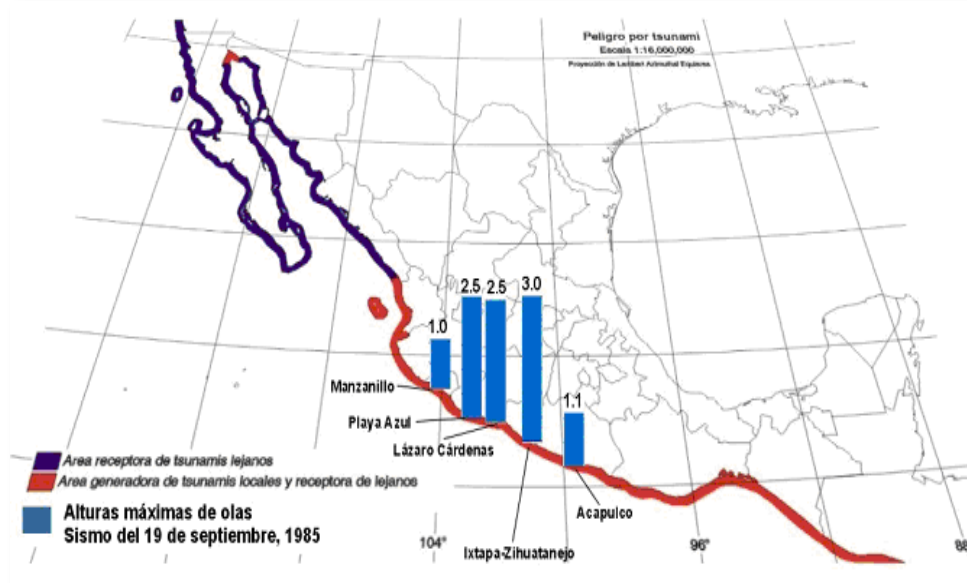 Peligro por tsunami
Escala 1:16,000,000
Proyección de Lambert Azimuthal Equiarea
2.5 2.5 3.0
1.0
Manzanillo
1.1
Playa Azul
Lázaro Cárdenas
Area receptora de tsunamis lejanos
Area generadora de tsunamis locales y receptora de lejanos
Acapulco
Alturas máximas de olas
Sismo del 19 de septiembre, 1985
104°
96°
88
Ixtapa-Zihuatanejo